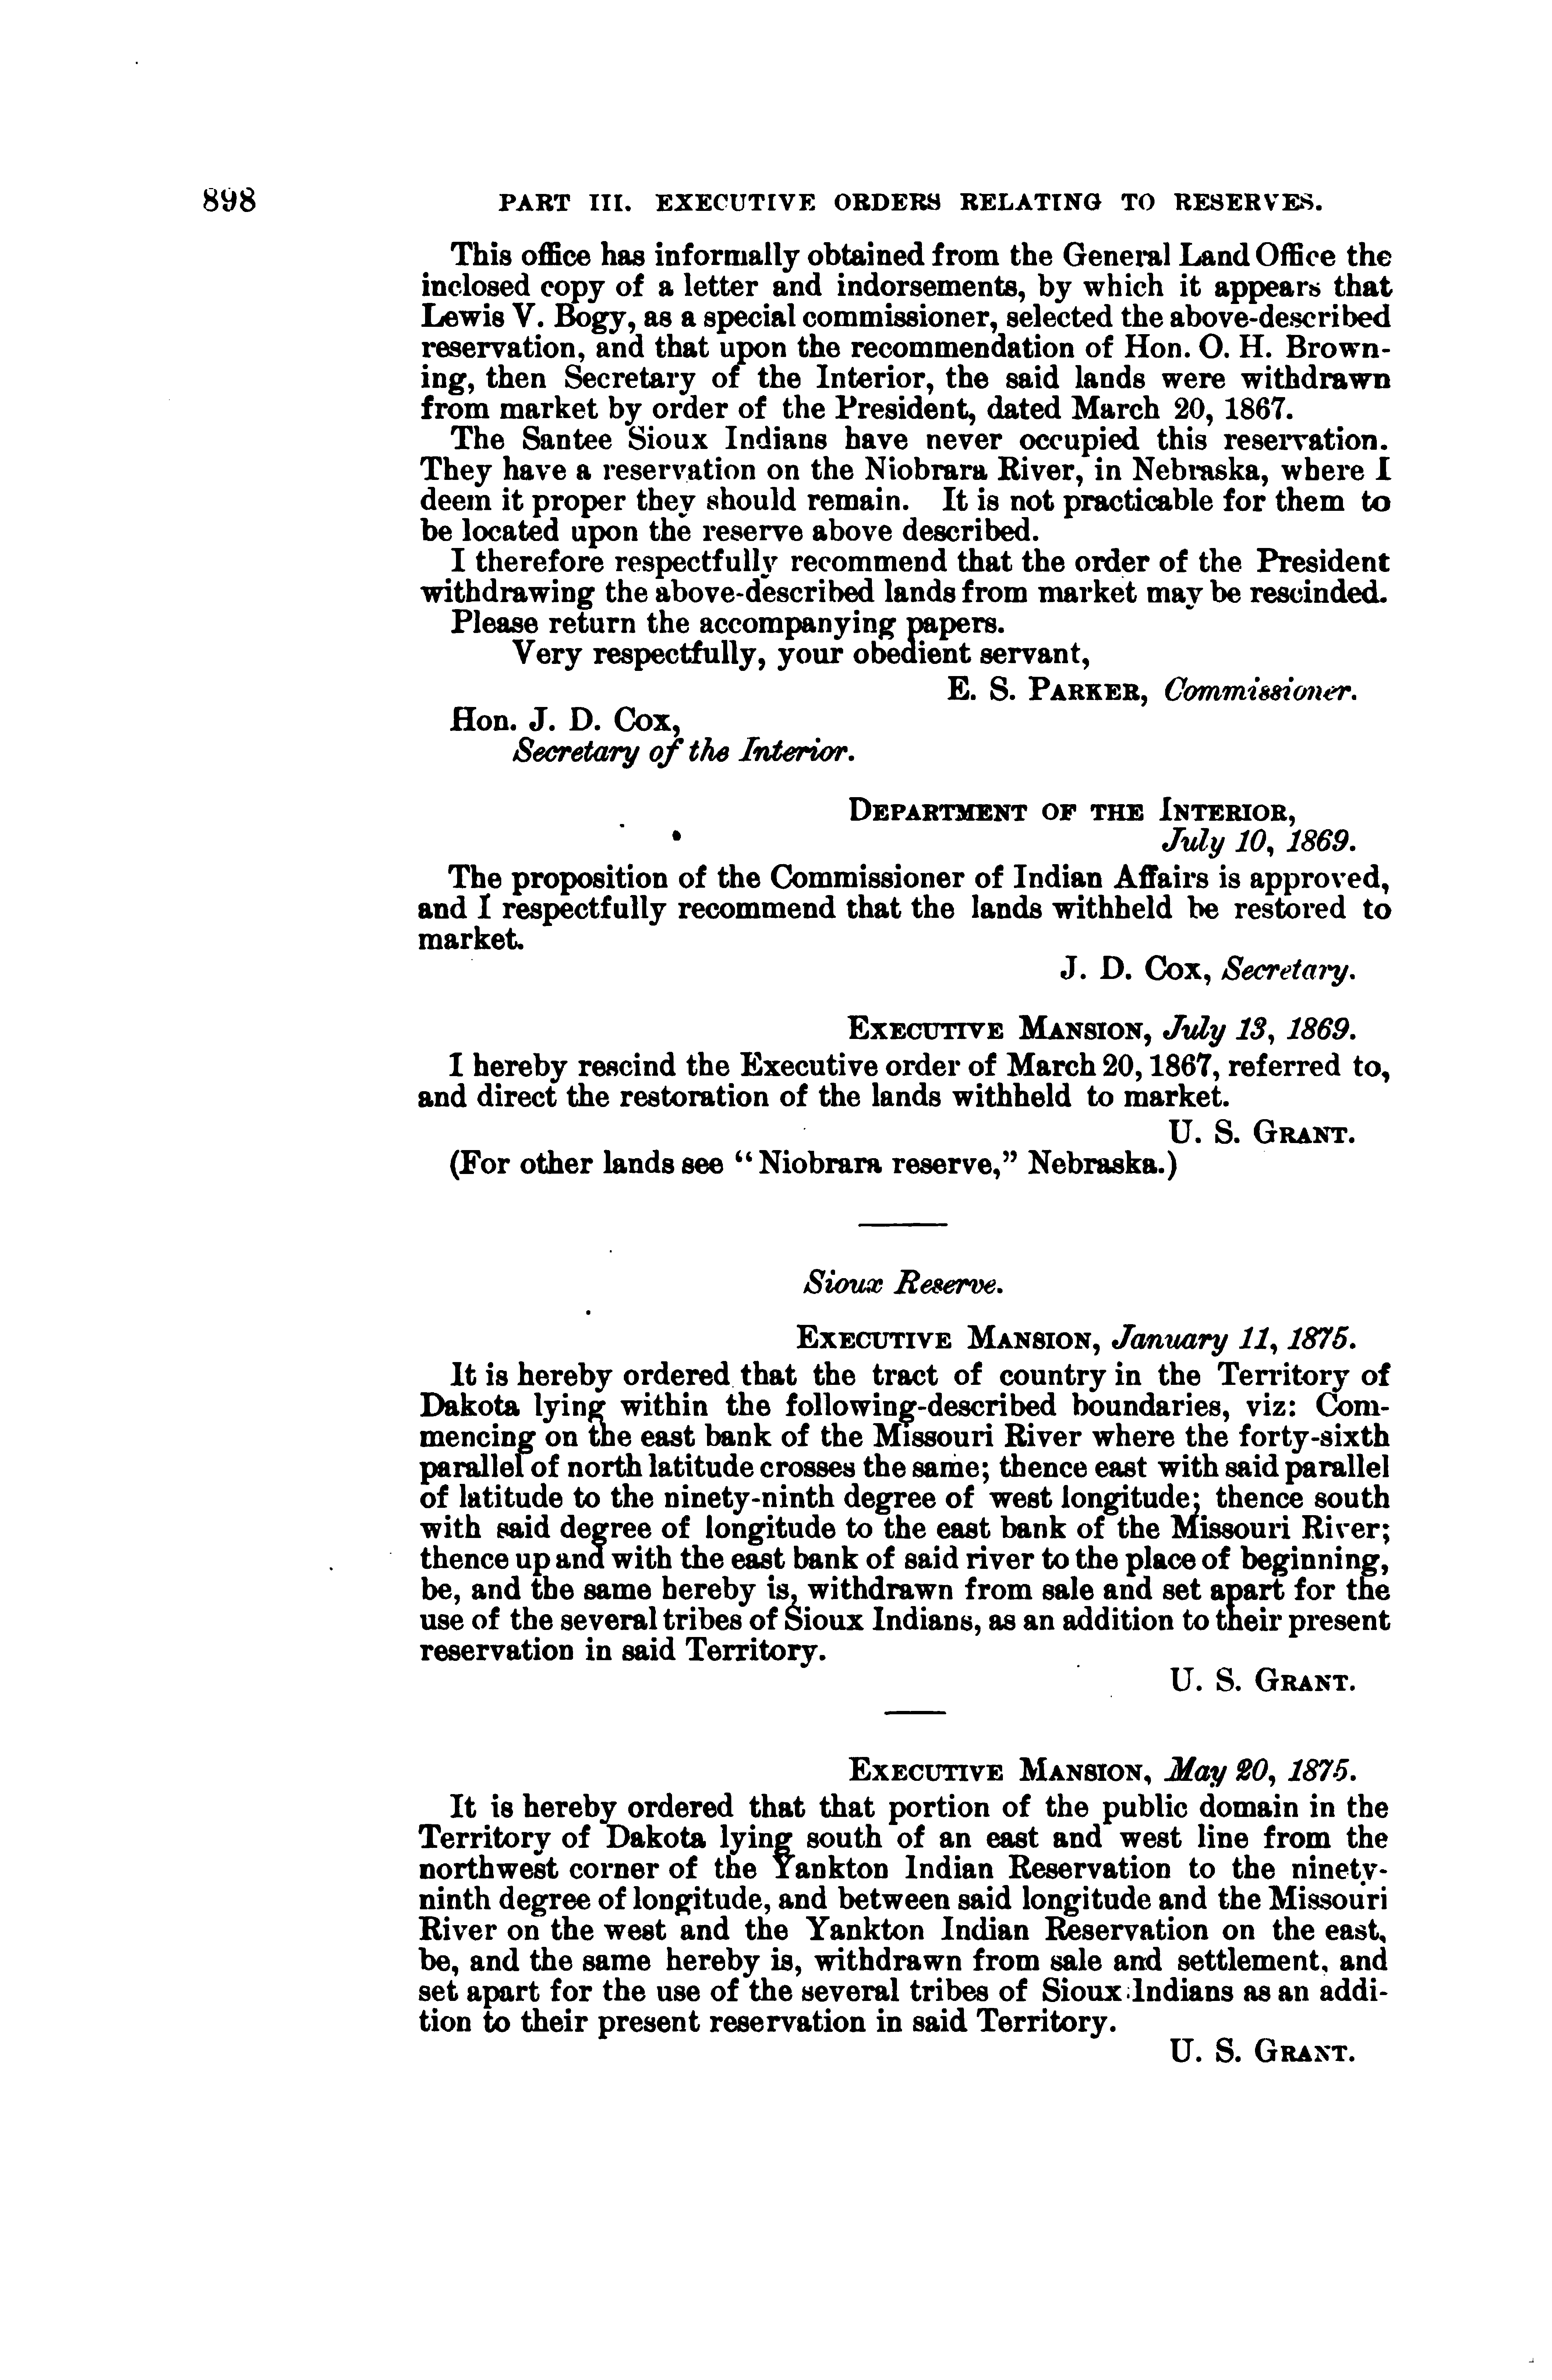 898 PART III. EXECUTIVE ORDERS RELATING TO RESERVES.
This office has informally obtained from the General Land Office the
inclosed copy of a letter and indorsements, by which it appears that
Lewis V. Bogy, as a special commissioner, selected the above-described
reservation, and that upon the recommendation of Hon. O. H. Brown-
ing, then Secretary of the Interior, the said lands were withdrawn
from market by order of the President, dated March 20, 1867.
The Santee Sioux Indians have never occupied this reservation.
They have a reservation on the Niobrara River, in Nebraska, where I
deem it proper they should remain. It is not practicable for them to
be located upon the reserve above described.
I therefore respectfully recommend that the order of the President
withdrawing the above-described lands from market may be rescinded.
Please return the accompanying papers.
Very respectfully, your obedient servant,
E. S. PARKER, Commissioner.
Hon. J. D. Cox,
Secretary of the Interior.
DEPARTMENT OF THE INTERIOR,
July 10, 1869.
The proposition of the Commissioner of Indian Affairs is approved,
and I respectfully recommend that the lands withheld be restored to
market.
J. D. Cox, Secretary.
EXECUTIVE MANSION, July 13, 1869.
I hereby rescind the Executive order of March 20, 1867, referred to,
and direct the restoration of the lands withheld to market.
U. S. GRANT.
(For other lands see "Niobrara reserve," Nebraska.)
Sioux Reserve.
EXECUTIVE MANSION, January 11, 1875.
It is hereby ordered that the tract of country in the Territory of
Dakota lying within the following-described boundaries, viz: Com-
mencing on the east bank of the Missouri River where the forty-sixth
parallel of north latitude crosses the same; thence east with said parallel
of latitude to the ninety-ninth degree of west longitude; thence south
with said degree of longitude to the east bank of the Missouri River;
thence up and with the east bank of said river to the place of beginning,
be, and the same hereby is, withdrawn from sale and set apart for the
use of the several tribes of Sioux Indians, as an addition to their present
reservation in said Territory.
U. S. GRANT.
EXECUTIVE MANSION, May 20, 1875.
It is hereby ordered that that portion of the public domain in the
Territory of Dakota lying south of an east and west line from the
northwest corner of the Yankton Indian Reservation to the ninety-
ninth degree of longitude, and between said longitude and the Missouri
River on the west and the Yankton Indian Reservation on the east,
be, and the same hereby is, withdrawn from sale and settlement, and
set apart for the use of the several tribes of Sioux Indians as an addi-
tion to their present reservation in said Territory.
U. S. GRANT.